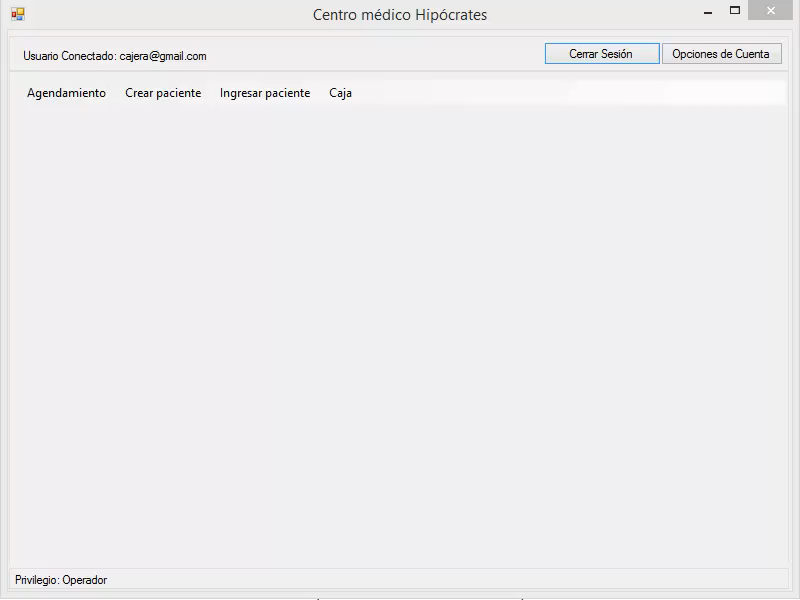 Centro médico Hipócrates
Usuario Conectado: cajera@gmail.com
Cerrar Sesión
Opciones de Cuenta
Agendamiento
Crear paciente
Ingresar paciente
Caja
Privilegio: Operador